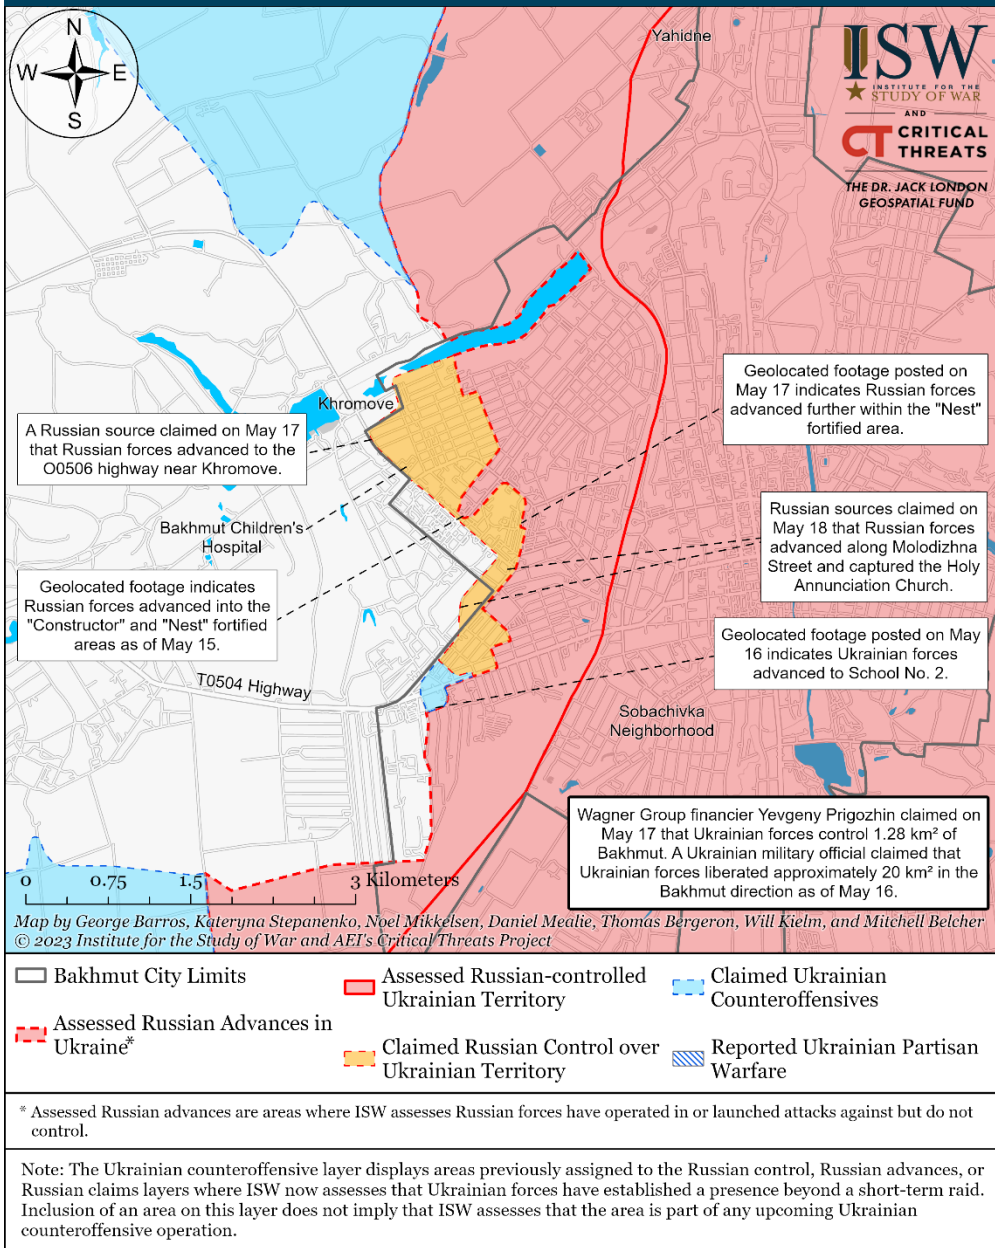 N
W
E
S
Yahidne
ISW
INSTITUTE FOR THE
STUDY OF WAR
AND
CT CRITICAL
THREATS
THE DR. JACK LONDON
GEOSPATIAL FUND
Geolocated footage posted on
May 17 indicates Russian forces
advanced further within the "Nest"
fortified area.
Khromove
A Russian source claimed on May 17
that Russian forces advanced to the
O0506 highway near Khromove.
Russian sources claimed on
May 18 that Russian forces
advanced along Molodizhna
Street and captured the Holy
Annunciation Church.
Bakhmut Children's
Hospital
Geolocated footage indicates
Russian forces advanced into the
"Constructor" and "Nest" fortified
areas as of May 15.
Geolocated footage posted on May
16 indicates Ukrainian forces
advanced to School No. 2.
T0504 Highway
Sobachivka
Neighborhood
Wagner Group financier Yevgeny Prigozhin claimed on
May 17 that Ukrainian forces control 1.28 km² of
Bakhmut. A Ukrainian military official claimed that
Ukrainian forces liberated approximately 20 km² in the
Bakhmut direction as of May 16.
0 0.75 1.5 3 Kilometers
Map by George Barros, Kateryna Stepanenko, Noel Mikkelsen, Daniel Mealie, Thomas Bergeron, Will Kielm, and Mitchell Belcher
© 2023 Institute for the Study of War and AEI's Critical Threats Project
Bakhmut City Limits
Assessed Russian Advances in
Ukraine*
Assessed Russian-controlled
Ukrainian Territory
Claimed Russian Control over
Ukrainian Territory
Claimed Ukrainian
Counteroffensives
Reported Ukrainian Partisan
Warfare
* Assessed Russian advances are areas where ISW assesses Russian forces have operated in or launched attacks against but do not
control.
Note: The Ukrainian counteroffensive layer displays areas previously assigned to the Russian control, Russian advances, or
Russian claims layers where ISW now assesses that Ukrainian forces have established a presence beyond a short-term raid.
Inclusion of an area on this layer does not imply that ISW assesses that the area is part of any upcoming Ukrainian
counteroffensive operation.